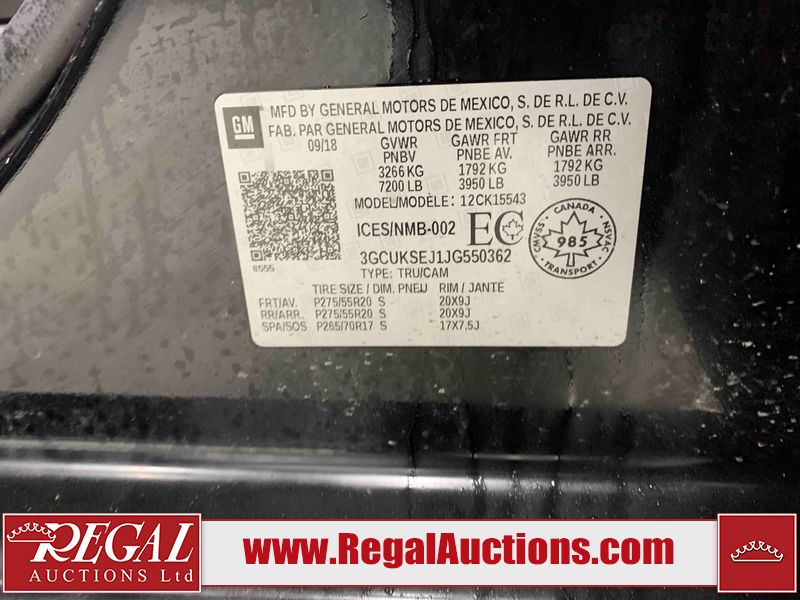 GM
MFD BY GENERAL MOTORS DE MEXICO, S. DE R.L. DE C.V.
FAB. PAR GENERAL MOTORS DE MEXICO, S. DE R.L. DE C.V.
09/18 GVWR GAWR FRT GAWR RR
PNBV PNBE AV. PNBE ARR.
3266 KG 1792 KG 1792 KG
7200 LB 3950 LB 3950 LB
MODEL/MODÈLE: 12CK15543
ICES/NMB-002 EC
3GCUKSEJ1JG550362
TYPE: TRU/CAM
8555
CANADA
CMVSS 985 NSVAC
TRANSPORT
TIRE SIZE / DIM. PNEU RIM / JANTE
FRT/AV. P275/55R20 S 20X9J
RR/ARR. P275/55R20 S 20X9J
SPA/SOS P265/70R17 S 17X7.5J
REGAL
AUCTIONS Ltd
www.RegalAuctions.com